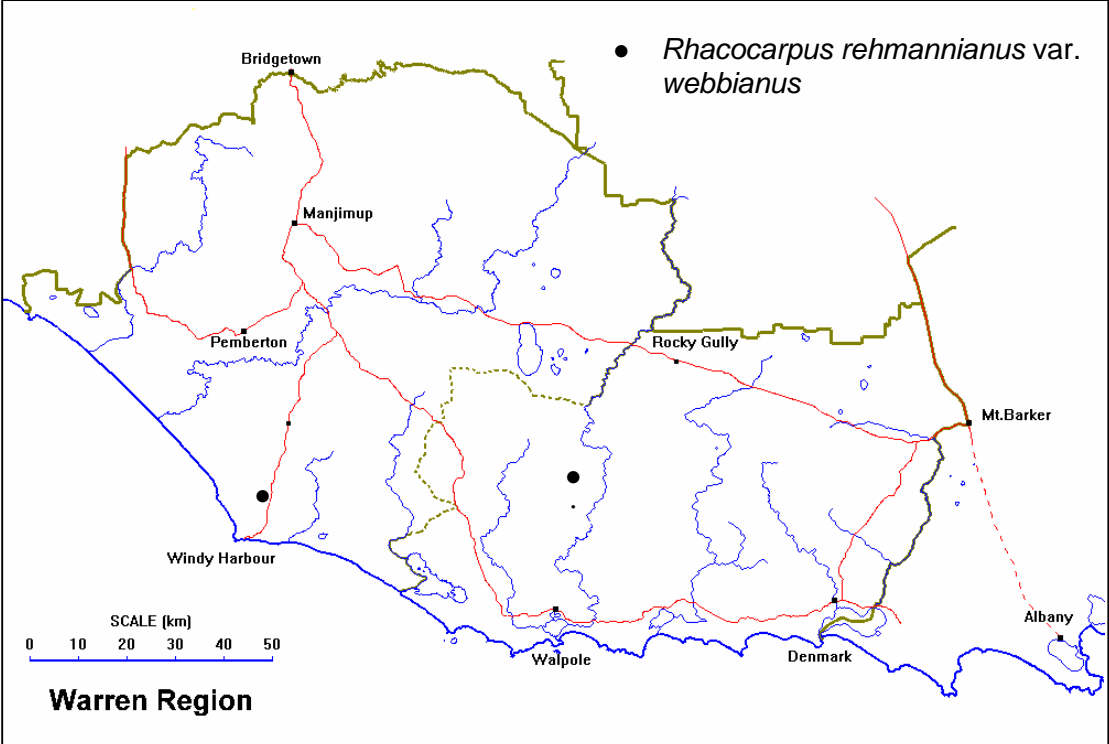 Rhacocarpus rehmannianus var.
webbianus
Bridgetown
Manjimup
Pemberton
Rocky Gully
Mt.Barker
Windy Harbour
SCALE (km)
0 10 20 30 40 50
Albany
Walpole
Denmark
Warren Region